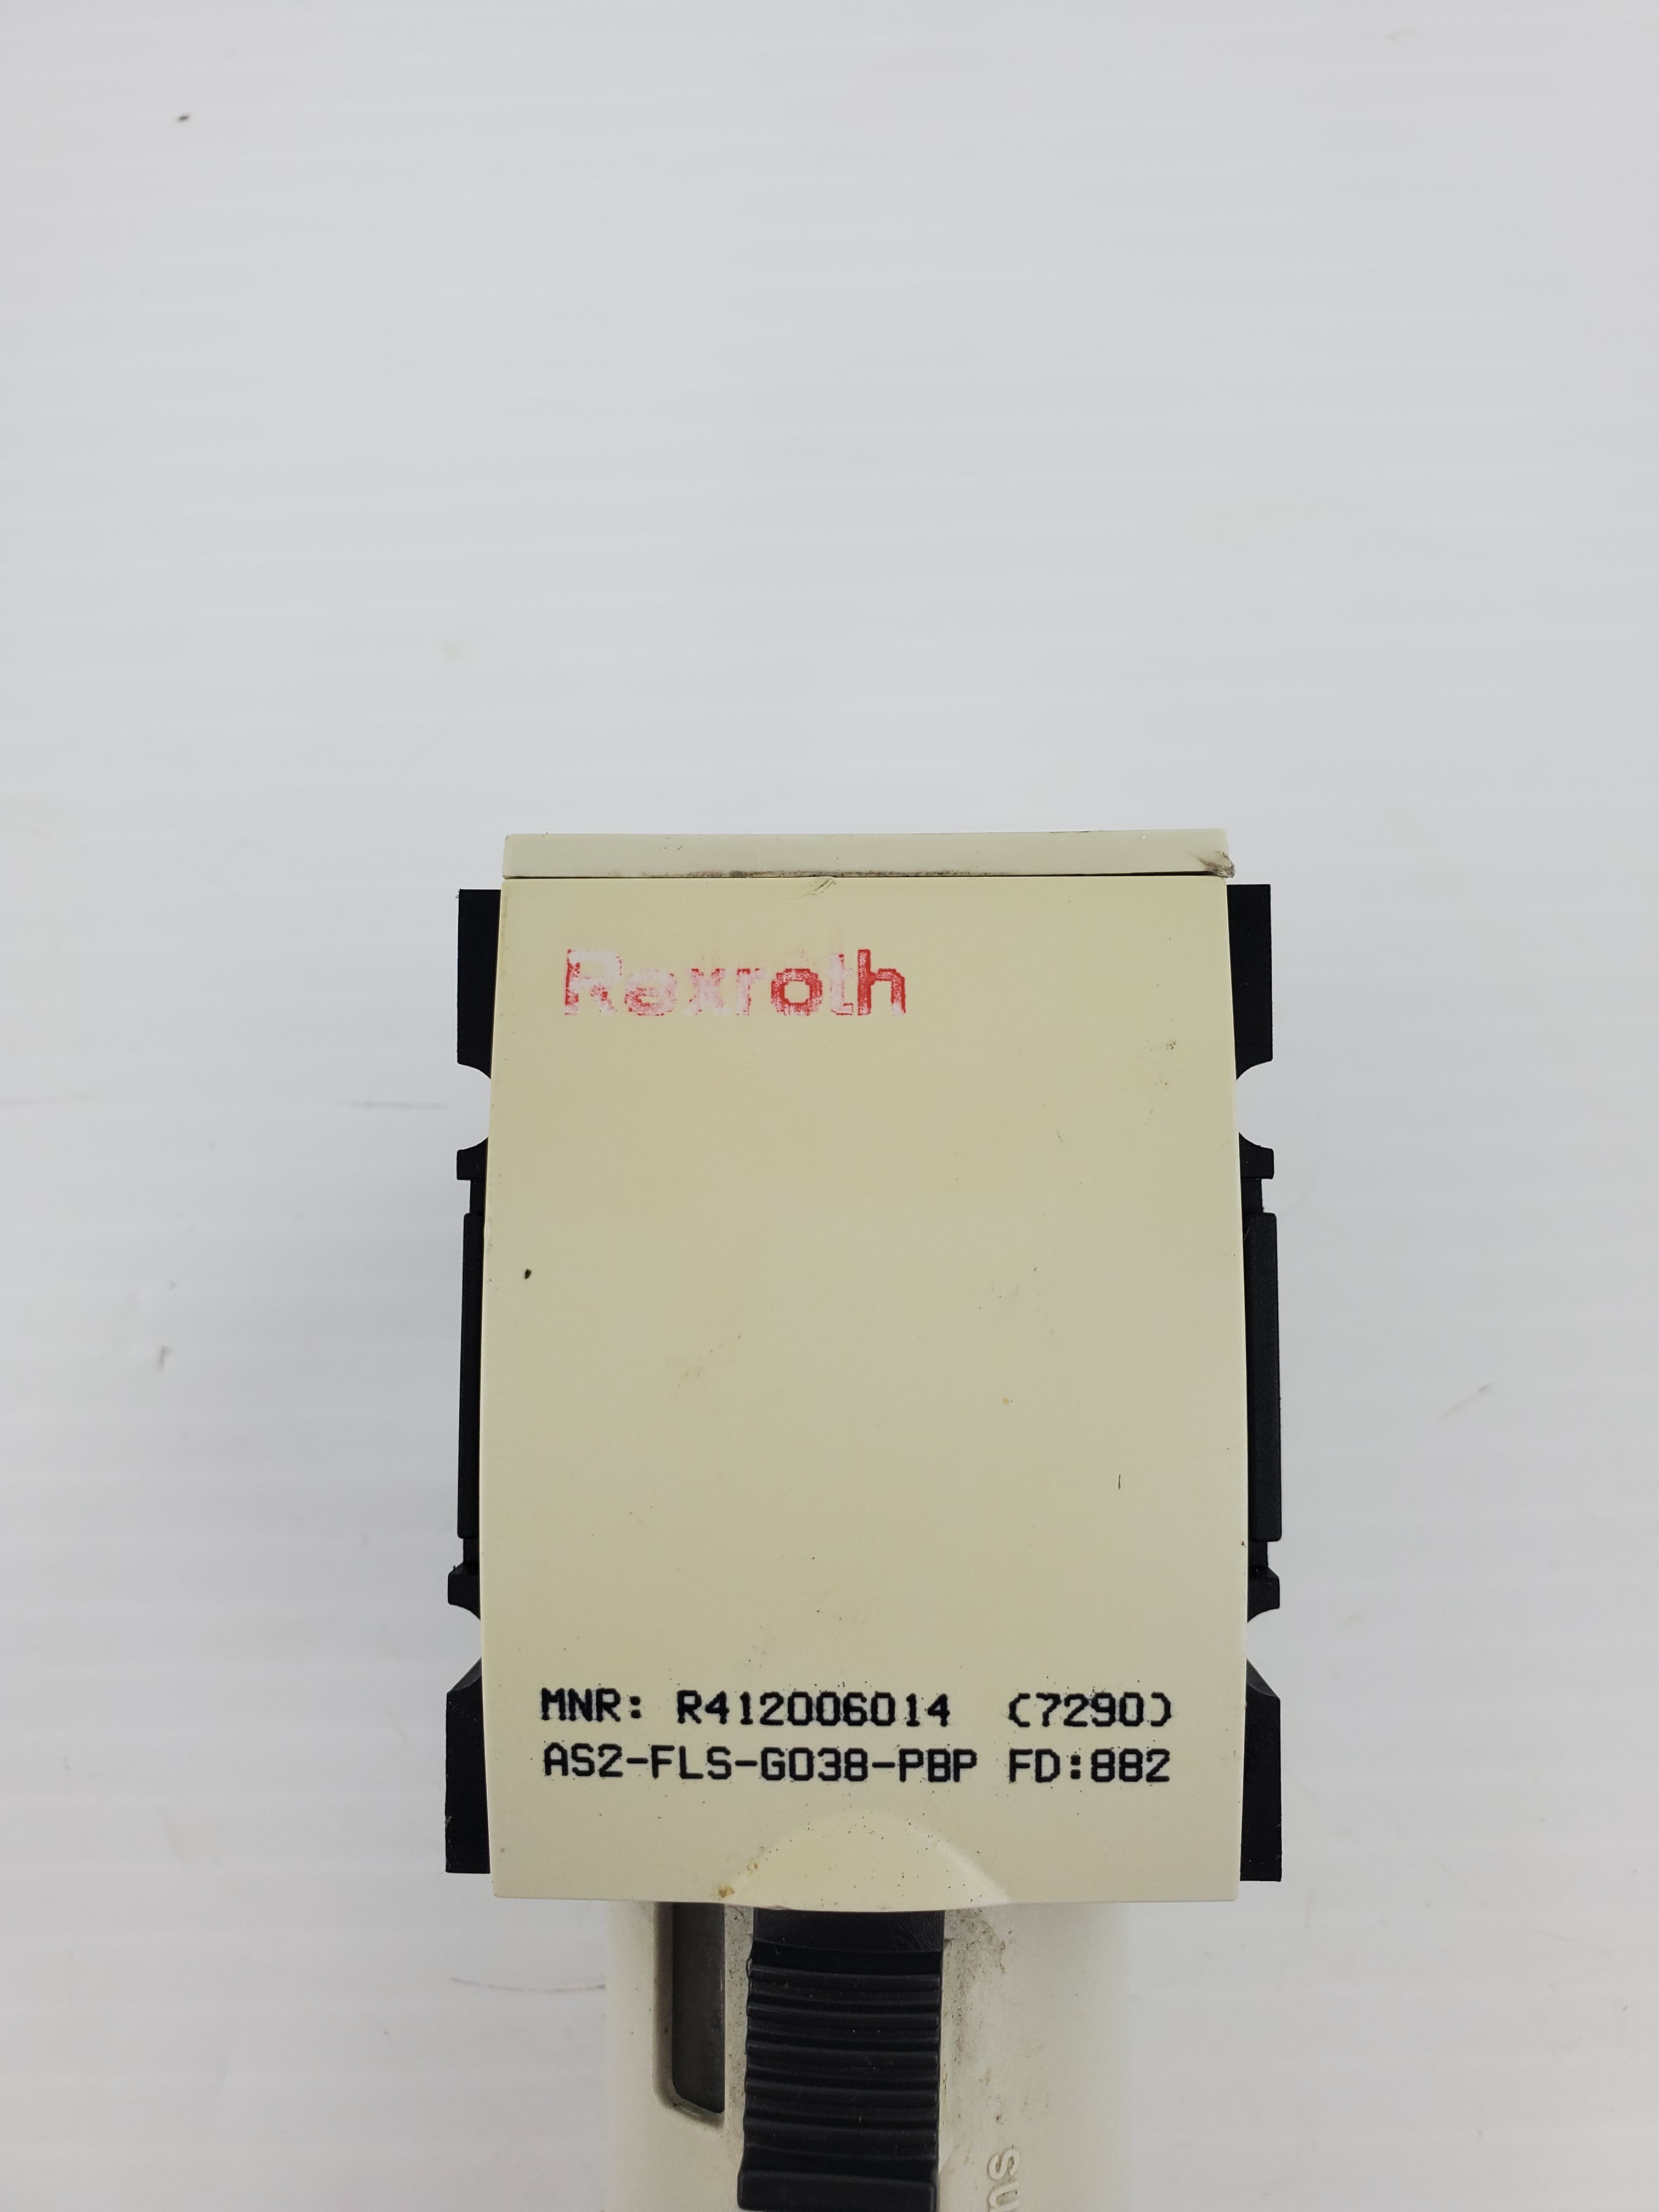 Rexroth
MNR: R412006014 (7290)
AS2-FLS-G038-PBP FD:882